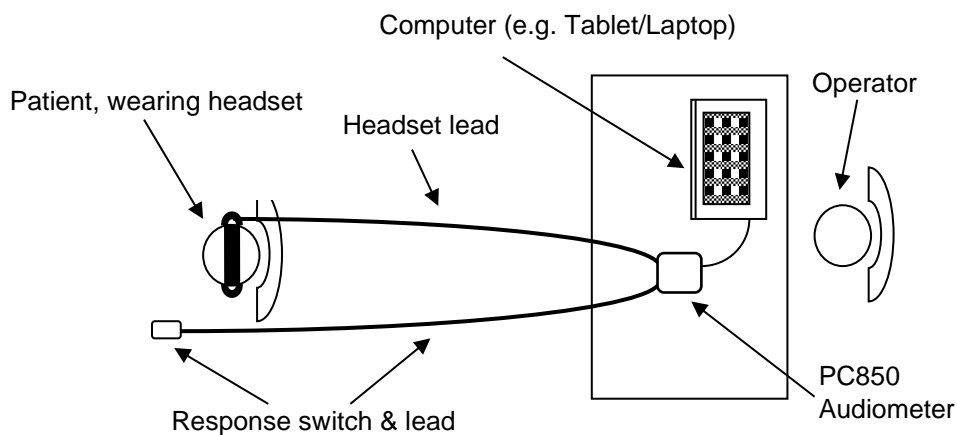 Computer (e.g. Tablet/Laptop)
Operator
Patient, wearing headset
Headset lead
PC850
Audiometer
Response switch & lead